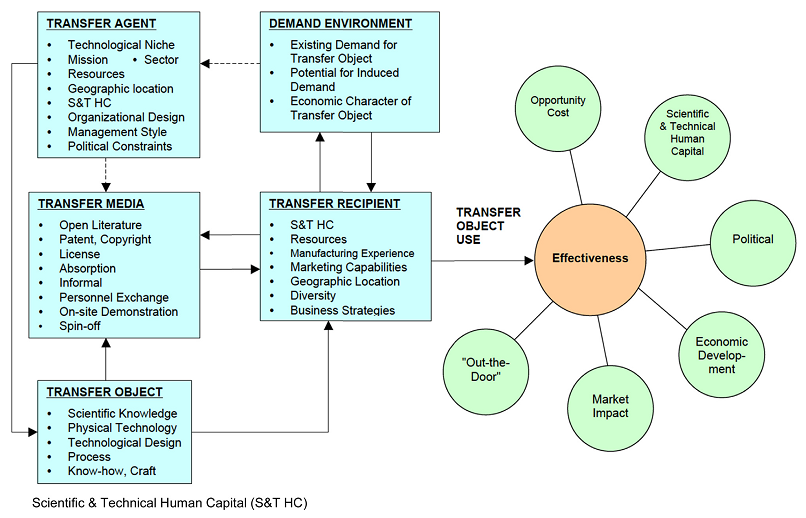 TRANSFER AGENT
• Technological Niche
• Mission • Sector
• Resources
• Geographic location
• S&T HC
• Organizational Design
• Management Style
• Political Constraints
DEMAND ENVIRONMENT
• Existing Demand for
Transfer Object
• Potential for Induced
Demand
• Economic Character of
Transfer Object
TRANSFER MEDIA
• Open Literature
• Patent, Copyright
• License
• Absorption
• Informal
• Personnel Exchange
• On-site Demonstration
• Spin-off
TRANSFER RECIPIENT
• S&T HC
• Resources
• Manufacturing Experience
• Marketing Capabilities
• Geographic Location
• Diversity
• Business Strategies
TRANSFER OBJECT
• Scientific Knowledge
• Physical Technology
• Technological Design
• Process
• Know-how, Craft
TRANSFER
OBJECT
USE
Effectiveness
Opportunity
Cost
Scientific
& Technical
Human
Capital
Political
Economic
Develop-
ment
Market
Impact
"Out-the-
Door"
Scientific & Technical Human Capital (S&T HC)